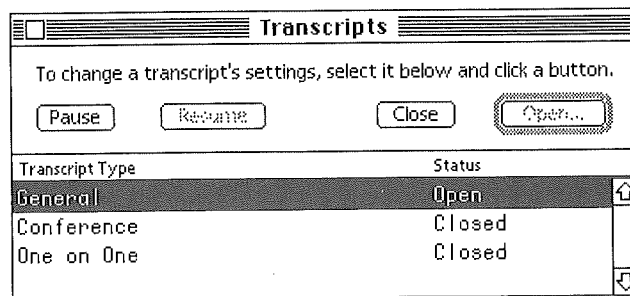 Transcripts
To change a transcript's settings, select it below and click a button.
Pause Resume Close Open...
Transcript Type Status
General Open
Conference Closed
One on One Closed